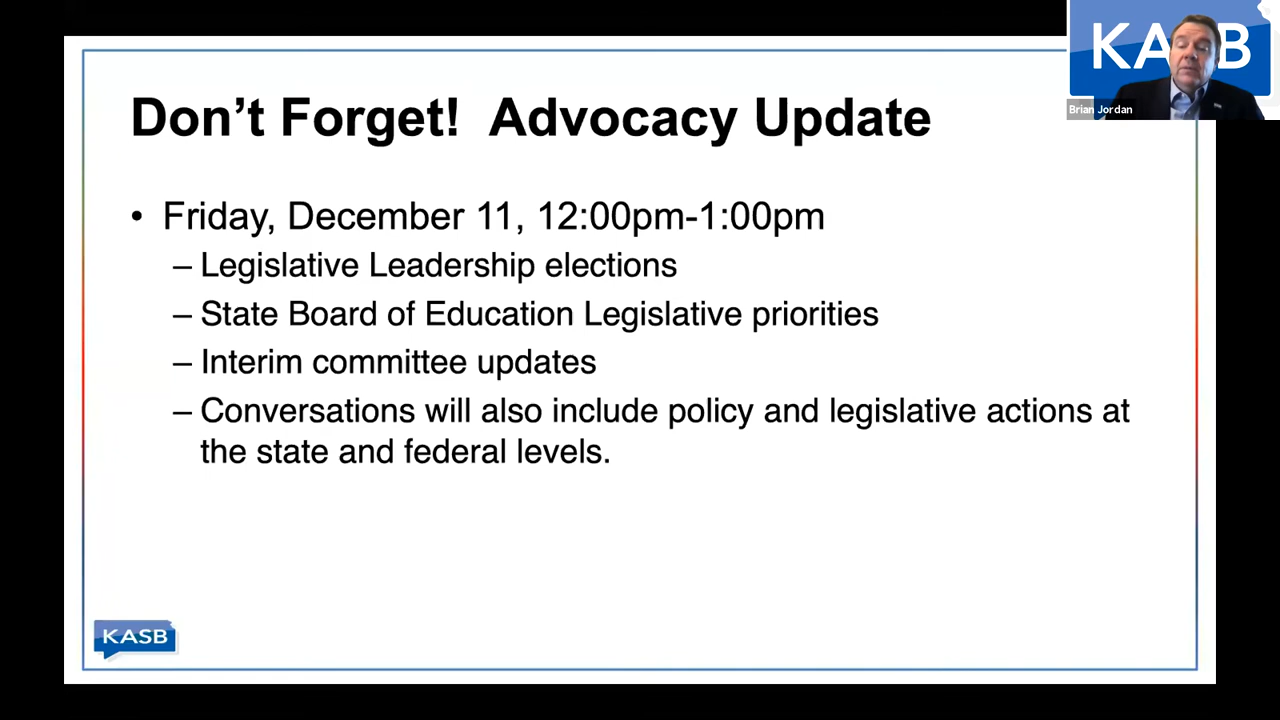 Don’t Forget!  Advocacy Update
• Friday, December 11, 12:00pm-1:00pm
– Legislative Leadership elections
– State Board of Education Legislative priorities
– Interim committee updates
– Conversations will also include policy and legislative actions at
the state and federal levels.
KASB
KA B
Brian Jordan